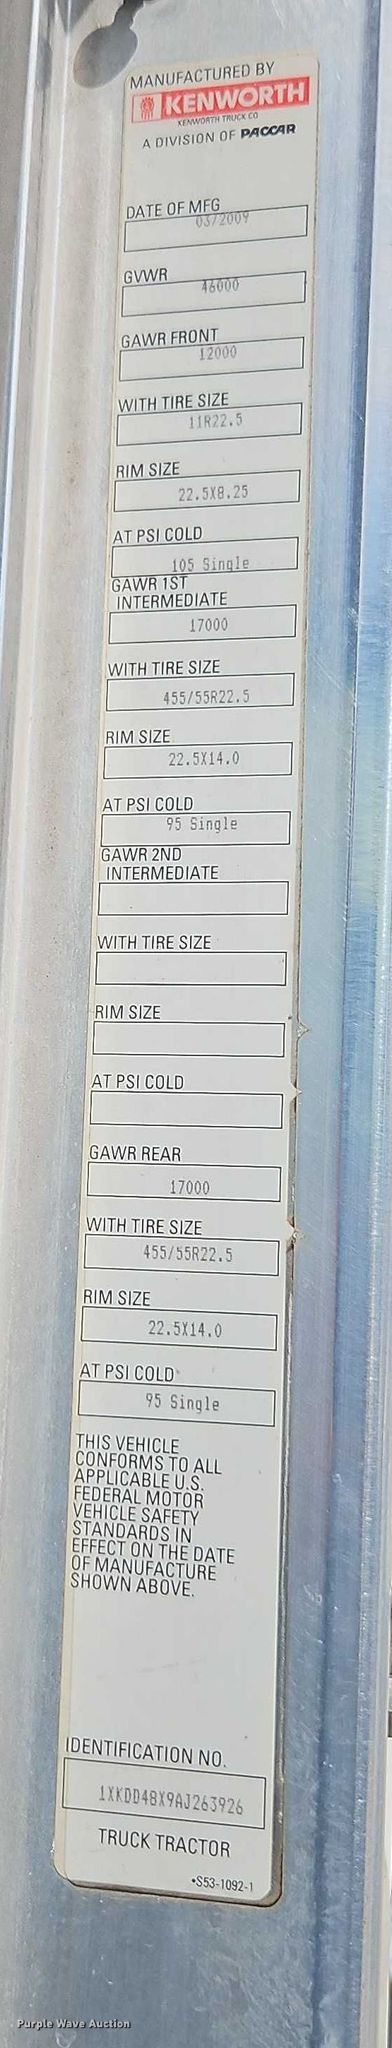 MANUFACTURED BY
KENWORTH
KENWORTH TRUCK CO
A DIVISION OF PACCAR
DATE OF MFG
03/2009
GVWR
46000
GAWR FRONT
12000
WITH TIRE SIZE
11R22.5
RIM SIZE
22.5X8.25
AT PSI COLD
105 Single
GAWR 1ST
INTERMEDIATE
17000
WITH TIRE SIZE
455/55R22.5
RIM SIZE
22.5X14.0
AT PSI COLD
95 Single
GAWR 2ND
INTERMEDIATE
WITH TIRE SIZE
RIM SIZE
AT PSI COLD
GAWR REAR
17000
WITH TIRE SIZE
455/55R22.5
RIM SIZE
22.5X14.0
AT PSI COLD
95 Single
THIS VEHICLE
CONFORMS TO ALL
APPLICABLE U.S.
FEDERAL MOTOR
VEHICLE SAFETY
STANDARDS IN
EFFECT ON THE DATE
OF MANUFACTURE
SHOWN ABOVE.
IDENTIFICATION NO.
1XKDD48X9AJ263926
TRUCK TRACTOR
•S53-1092-1
Purple Wave Auction